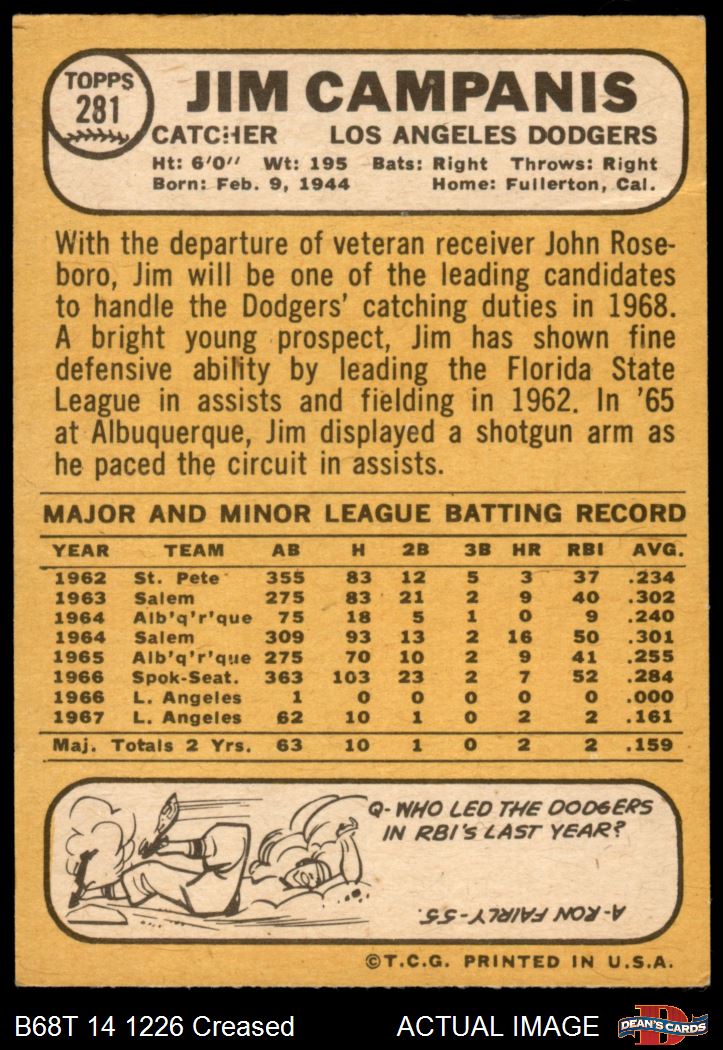 TOPPS
281
JIM CAMPANIS
CATCHER LOS ANGELES DODGERS
Ht: 6'0" Wt: 195 Bats: Right Throws: Right
Born: Feb. 9, 1944 Home: Fullerton, Cal.
With the departure of veteran receiver John Rose-
boro, Jim will be one of the leading candidates
to handle the Dodgers' catching duties in 1968.
A bright young prospect, Jim has shown fine
defensive ability by leading the Florida State
League in assists and fielding in 1962. In '65
at Albuquerque, Jim displayed a shotgun arm as
he paced the circuit in assists.
MAJOR AND MINOR LEAGUE BATTING RECORD
YEAR TEAM AB H 2B 3B HR RBI AVG.
1962 St. Pete 355 83 12 5 3 37 .234
1963 Salem 275 83 21 2 9 40 .302
1964 Alb'q'r'que 75 18 5 1 0 9 .240
1964 Salem 309 93 13 2 16 50 .301
1965 Alb'q'r'que 275 70 10 2 9 41 .255
1966 Spok-Seat. 363 103 23 2 7 52 .284
1966 L. Angeles 1 0 0 0 0 0 .000
1967 L. Angeles 62 10 1 0 2 2 .161
Maj. Totals 2 Yrs. 63 10 1 0 2 2 .159
Q-WHO LED THE DODGERS
IN RBI'S LAST YEAR?
A-RON FAIRLY-55.
©T.C.G. PRINTED IN U.S.A.
B68T 14 1226 Creased ACTUAL IMAGE
D
DEAN'S CARDS